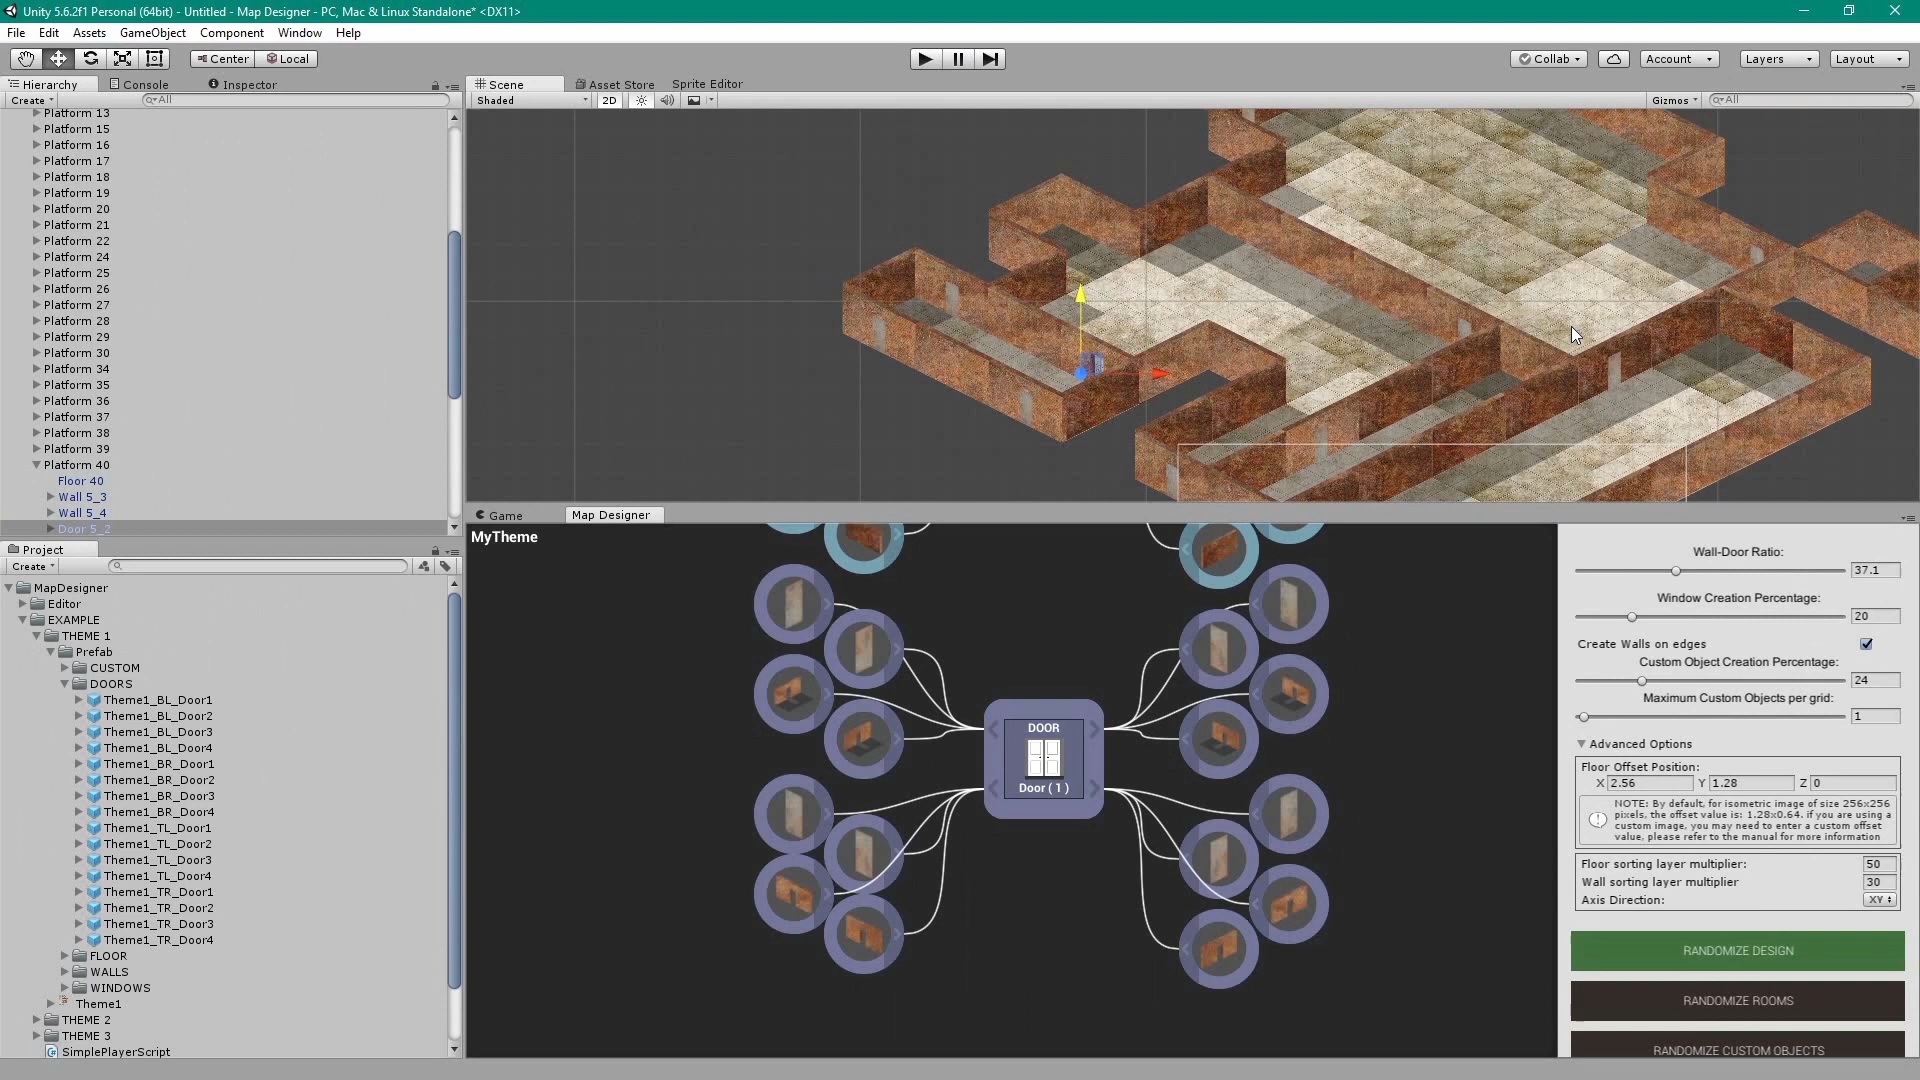 Unity 5.6.2f1 Personal (64bit) - Untitled - Map Designer - PC, Mac & Linux Standalone* <DX11>
File Edit Assets GameObject Component Window Help
Center Local Collab Account Layers Layout
Hierarchy Console Inspector
Create All
Platform 13
Platform 15
Platform 16
Platform 17
Platform 18
Platform 19
Platform 20
Platform 21
Platform 22
Platform 24
Platform 25
Platform 26
Platform 27
Platform 28
Platform 29
Platform 30
Platform 34
Platform 35
Platform 36
Platform 37
Platform 38
Platform 39
Platform 40
Floor 40
Wall 5_3
Wall 5_4
Door 5_2
Scene Asset Store Sprite Editor
Shaded 2D Gizmos All
Project
Create
MapDesigner
Editor
EXAMPLE
THEME 1
Prefab
CUSTOM
DOORS
Theme1_BL_Door1
Theme1_BL_Door2
Theme1_BL_Door3
Theme1_BL_Door4
Theme1_BR_Door1
Theme1_BR_Door2
Theme1_BR_Door3
Theme1_BR_Door4
Theme1_TL_Door1
Theme1_TL_Door2
Theme1_TL_Door3
Theme1_TL_Door4
Theme1_TR_Door1
Theme1_TR_Door2
Theme1_TR_Door3
Theme1_TR_Door4
FLOOR
WALLS
WINDOWS
Theme1
THEME 2
THEME 3
SimplePlayerScript
Game Map Designer
MyTheme
DOOR
Door ( 1 )
Wall-Door Ratio:
37.1
Window Creation Percentage:
20
Create Walls on edges
Custom Object Creation Percentage:
24
Maximum Custom Objects per grid:
1
Advanced Options
Floor Offset Position:
X 2.56 Y 1.28 Z 0
NOTE: By default, for isometric image of size 256x256
pixels, the offset value is: 1.28x0.64. if you are using a
custom image, you may need to enter a custom offset
value, please refer to the manual for more information
Floor sorting layer multiplier: 50
Wall sorting layer multiplier 30
Axis Direction: XY
RANDOMIZE DESIGN
RANDOMIZE ROOMS
RANDOMIZE CUSTOM OBJECTS